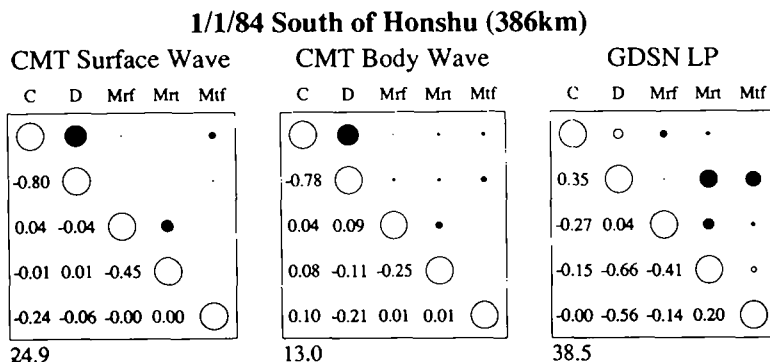 1/1/84 South of Honshu (386km)
CMT Surface Wave CMT Body Wave GDSN LP
C D Mrf Mrt Mtf C D Mrf Mrt Mtf C D Mrf Mrt Mtf
-0.80 -0.78 0.35
0.04 -0.04 0.04 0.09 -0.27 0.04
-0.01 0.01 -0.45 0.08 -0.11 -0.25 -0.15 -0.66 -0.41
-0.24 -0.06 -0.00 0.00 0.10 -0.21 0.01 0.01 -0.00 -0.56 -0.14 0.20
24.9 13.0 38.5